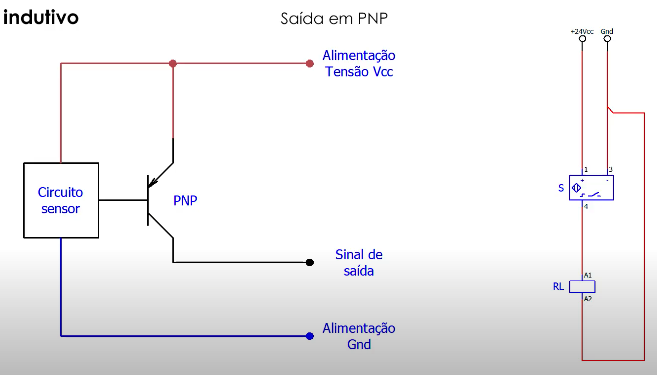 indutivo
Saída em PNP
Alimentação
Tensão Vcc
Circuito
sensor
PNP
Sinal de
saída
Alimentação
Gnd
+24Vcc
Gnd
1
3
+
-
S
4
A1
RL
A2